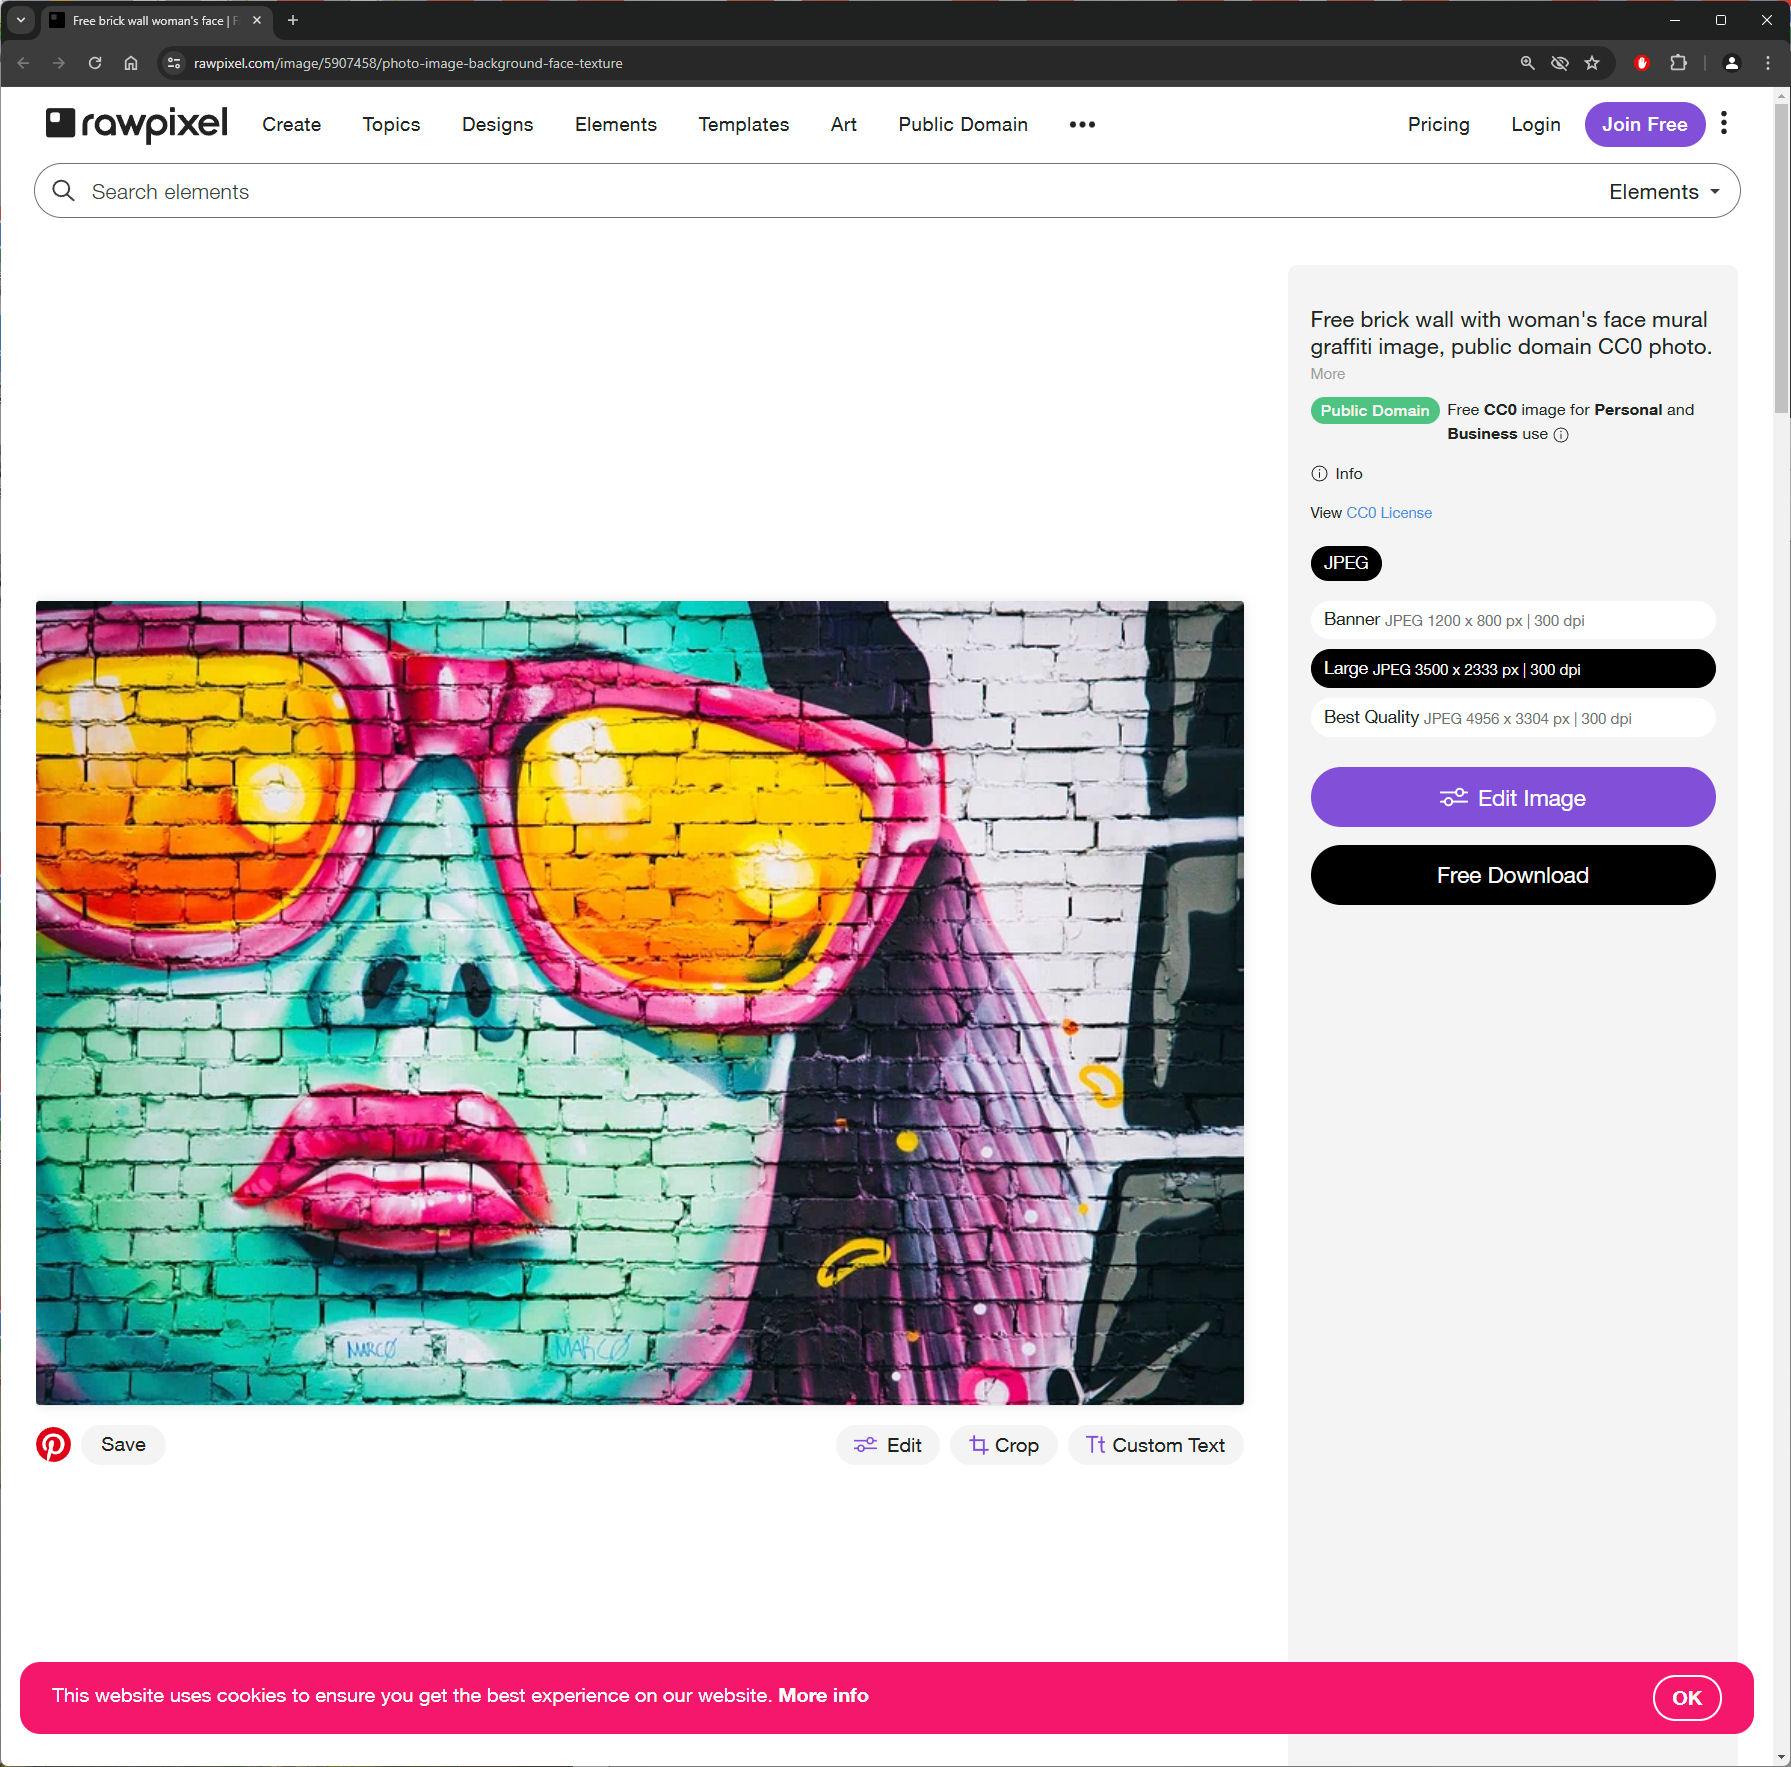 Free brick wall woman's face | F
rawpixel.com/image/5907458/photo-image-background-face-texture
rawpixel Create Topics Designs Elements Templates Art Public Domain ••• Pricing Login Join Free
Search elements Elements
Free brick wall with woman's face mural
graffiti image, public domain CC0 photo.
More
Public Domain Free CC0 image for Personal and
Business use
Info
View CC0 License
JPEG
Banner JPEG 1200 x 800 px | 300 dpi
Large JPEG 3500 x 2333 px | 300 dpi
Best Quality JPEG 4956 x 3304 px | 300 dpi
Edit Image
Free Download
MARCO MARCO
Save Edit Crop Tt Custom Text
This website uses cookies to ensure you get the best experience on our website. More info OK